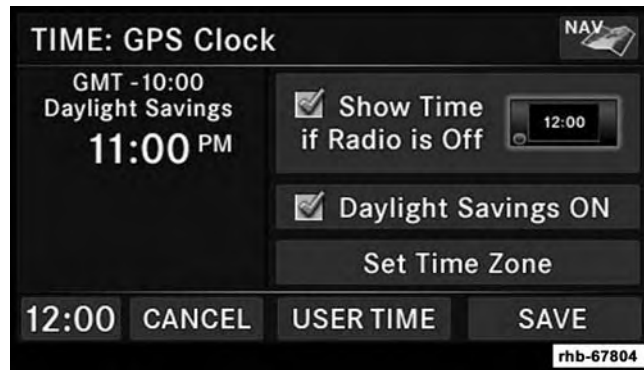 TIME: GPS Clock
NAV
GMT -10:00
Daylight Savings
11:00 PM
Show Time
if Radio is Off
12:00
Daylight Savings ON
Set Time Zone
12:00
CANCEL
USER TIME
SAVE
rhb-67804